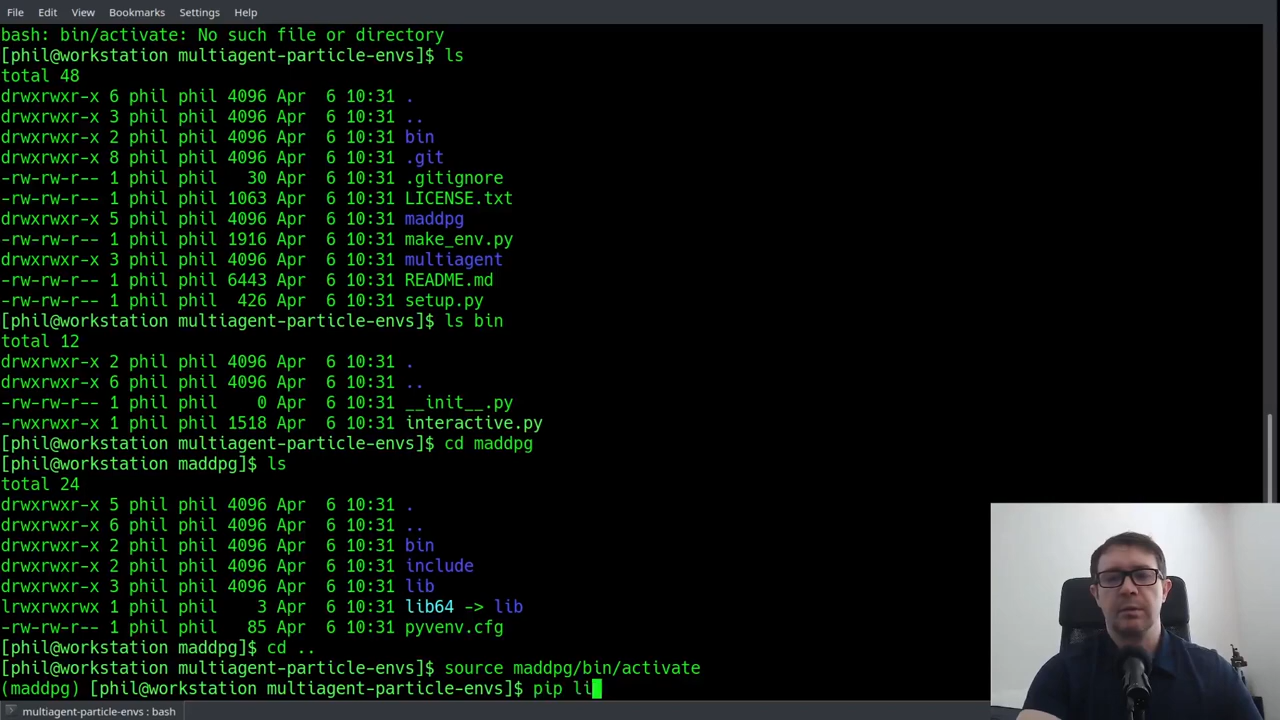 File Edit View Bookmarks Settings Help
bash: bin/activate: No such file or directory
[phil@workstation multiagent-particle-envs]$ ls
total 48
drwxrwxr-x 6 phil phil 4096 Apr  6 10:31 .
drwxrwxr-x 3 phil phil 4096 Apr  6 10:31 ..
drwxrwxr-x 2 phil phil 4096 Apr  6 10:31 bin
drwxrwxr-x 8 phil phil 4096 Apr  6 10:31 .git
-rw-rw-r-- 1 phil phil   30 Apr  6 10:31 .gitignore
-rw-rw-r-- 1 phil phil 1063 Apr  6 10:31 LICENSE.txt
drwxrwxr-x 5 phil phil 4096 Apr  6 10:31 maddpg
-rw-rw-r-- 1 phil phil 1916 Apr  6 10:31 make_env.py
drwxrwxr-x 3 phil phil 4096 Apr  6 10:31 multiagent
-rw-rw-r-- 1 phil phil 6443 Apr  6 10:31 README.md
-rw-rw-r-- 1 phil phil  426 Apr  6 10:31 setup.py
[phil@workstation multiagent-particle-envs]$ ls bin
total 12
drwxrwxr-x 2 phil phil 4096 Apr  6 10:31 .
drwxrwxr-x 6 phil phil 4096 Apr  6 10:31 ..
-rw-rw-r-- 1 phil phil    0 Apr  6 10:31 __init__.py
-rwxrwxr-x 1 phil phil 1518 Apr  6 10:31 interactive.py
[phil@workstation multiagent-particle-envs]$ cd maddpg
[phil@workstation maddpg]$ ls
total 24
drwxrwxr-x 5 phil phil 4096 Apr  6 10:31 .
drwxrwxr-x 6 phil phil 4096 Apr  6 10:31 ..
drwxrwxr-x 2 phil phil 4096 Apr  6 10:31 bin
drwxrwxr-x 2 phil phil 4096 Apr  6 10:31 include
drwxrwxr-x 3 phil phil 4096 Apr  6 10:31 lib
lrwxrwxrwx 1 phil phil    3 Apr  6 10:31 lib64 -> lib
-rw-rw-r-- 1 phil phil   85 Apr  6 10:31 pyvenv.cfg
[phil@workstation maddpg]$ cd ..
[phil@workstation multiagent-particle-envs]$ source maddpg/bin/activate
(maddpg) [phil@workstation multiagent-particle-envs]$ pip li
multiagent-particle-envs : bash